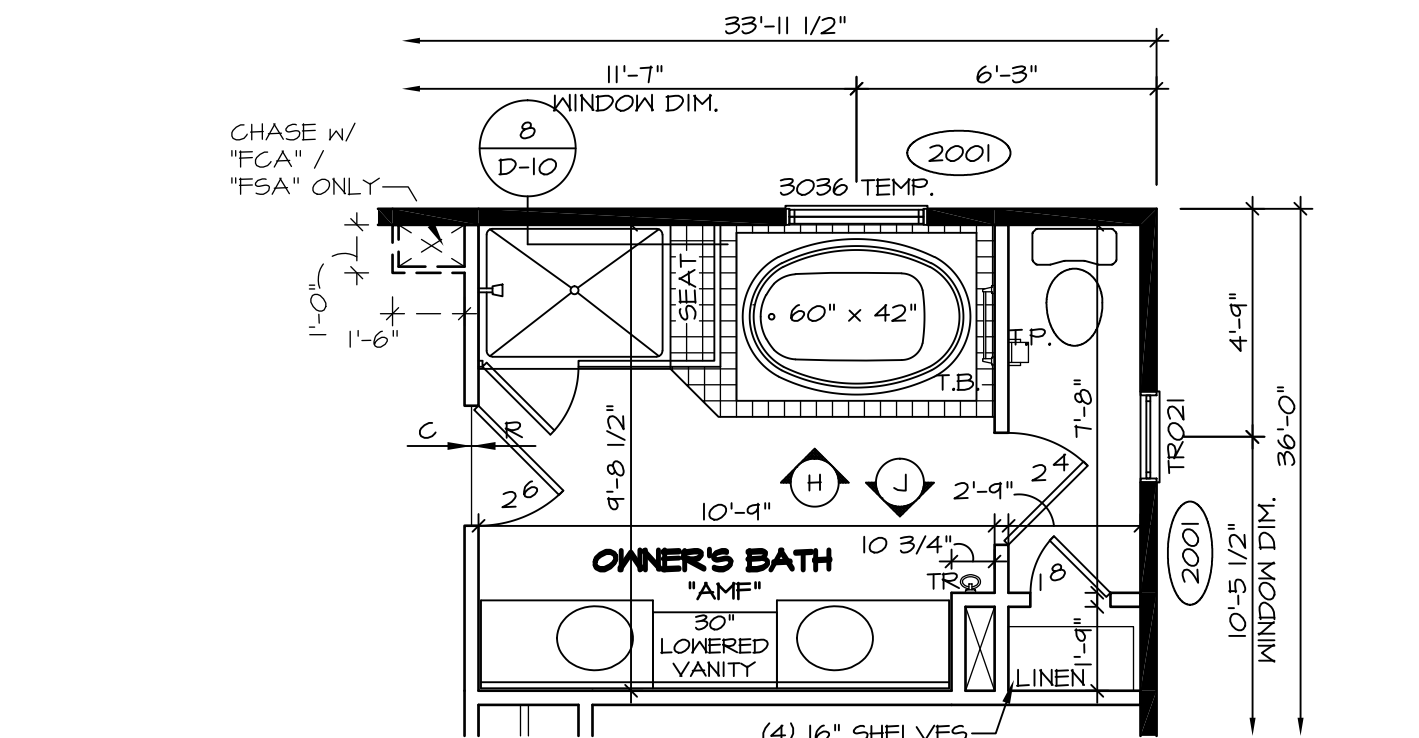 33'-11 1/2"
11'-7"
6'-3"
WINDOW DIM.
CHASE W/
"FCA" /
"FSA" ONLY
8
D-10
2001
3036 TEMP.
SEAT
60" x 42"
T.P.
T.B.
1'-0"
1'-6"
4'-9"
36'-0"
7'-8"
TR021
C
R
9'-8 1/2"
2 6
H
J
2 4
2'-9"
10'-9"
10 3/4"
OWNER'S BATH
"AMF"
TR
1 8
2001
10'-5 1/2"
WINDOW DIM.
30"
LOWERED
VANITY
1'-9"
LINEN
(4) 16" SHELVES